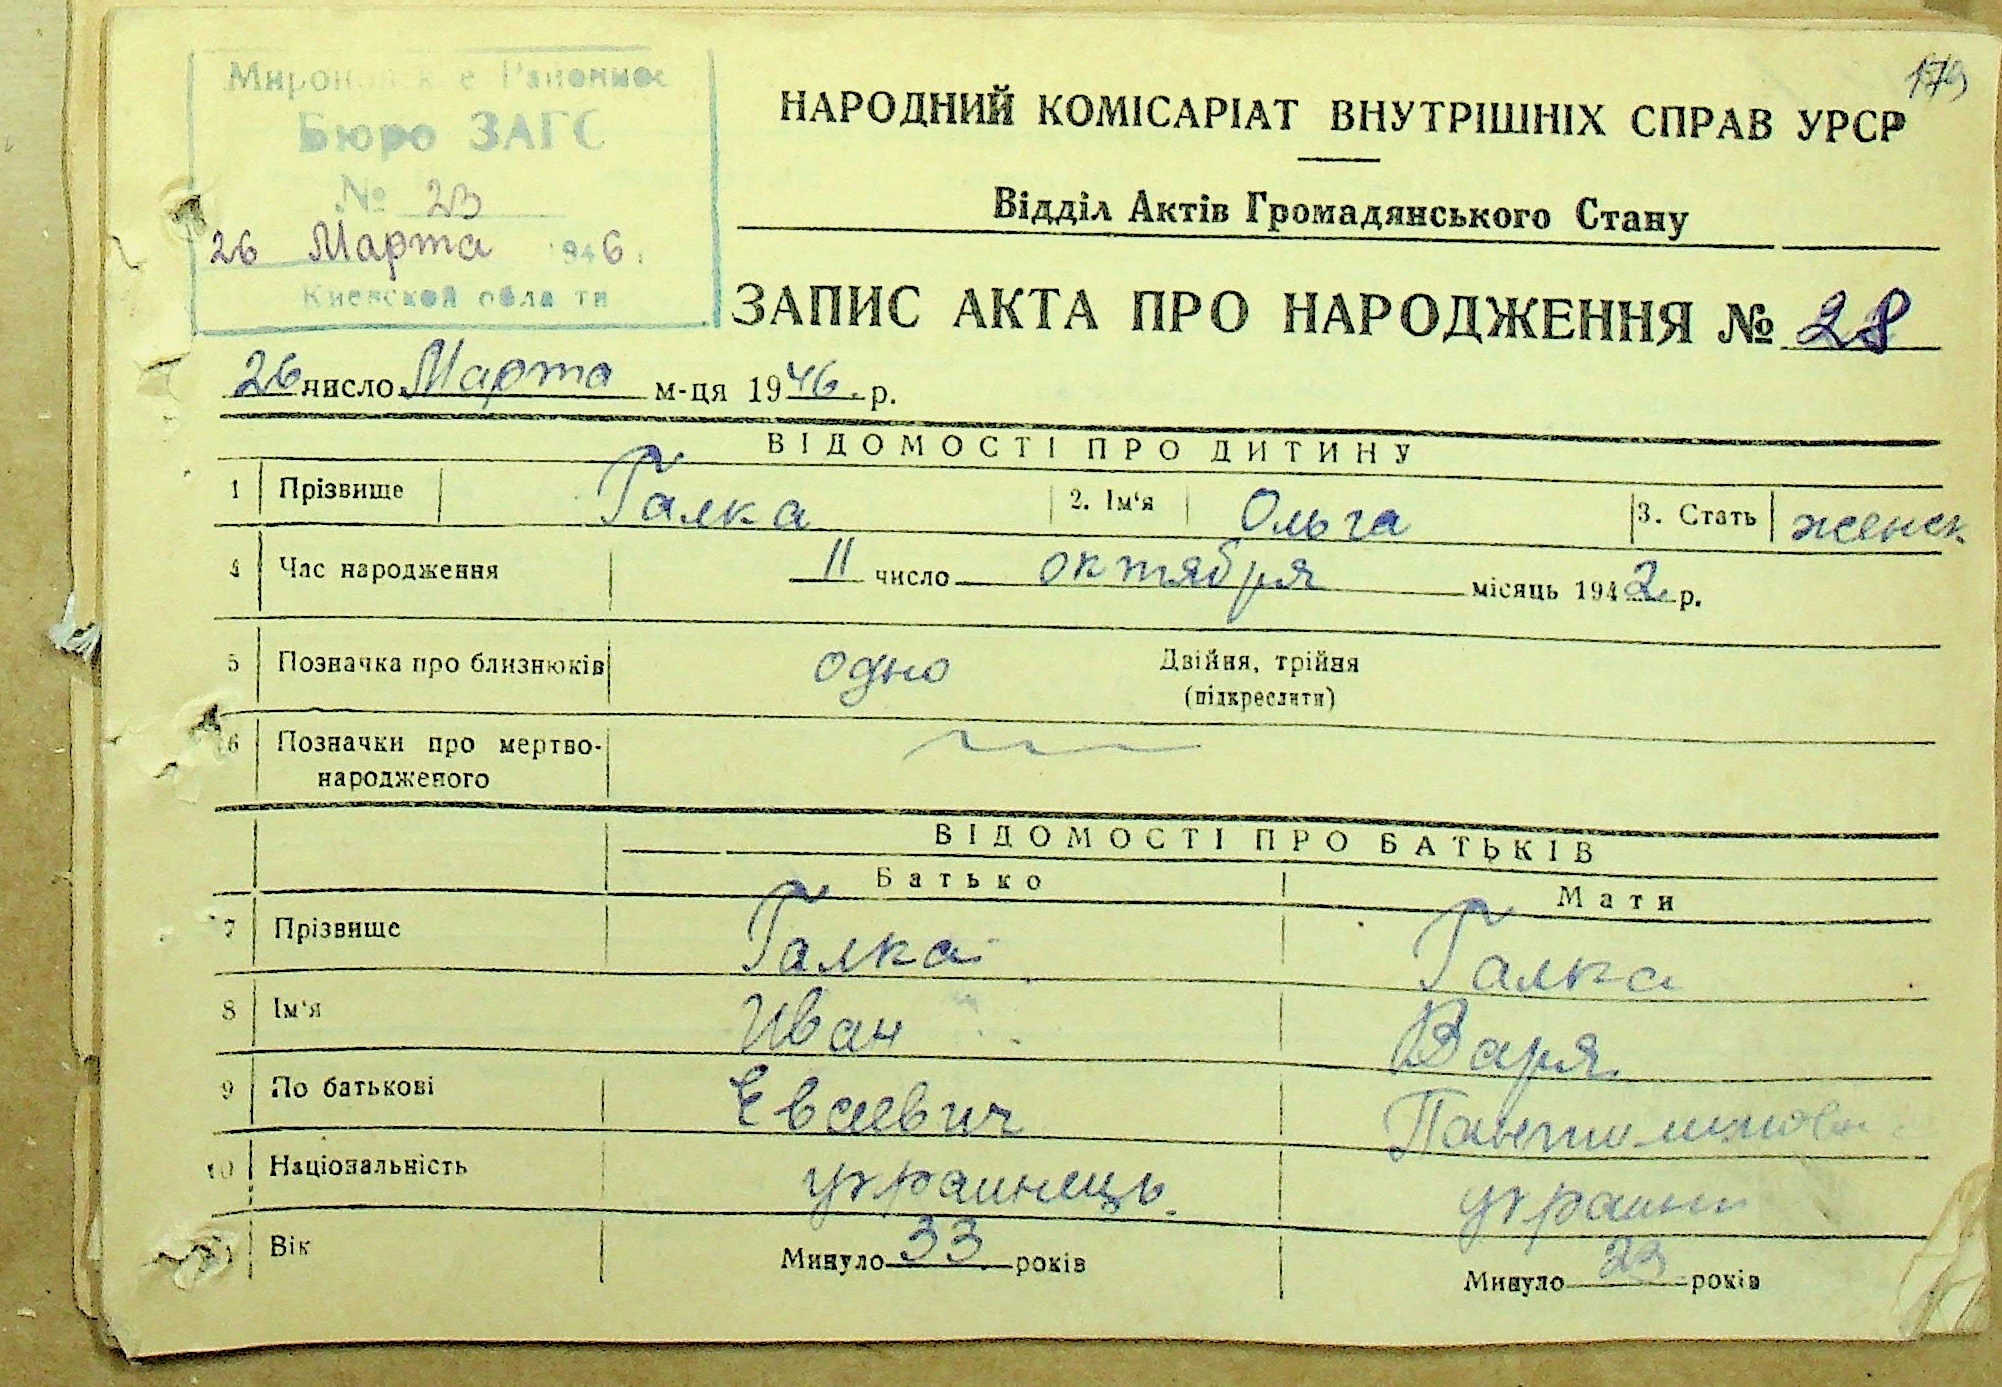 179
Районное
Бюро ЗАГС
№ 23
26 Марта 1946 г.
Киевской области
НАРОДНИЙ КОМІСАРІАТ ВНУТРІШНІХ СПРАВ УРСР
Відділ Актів Громадянського Стану
ЗАПИС АКТА ПРО НАРОДЖЕННЯ № 28
26 число Марта м-ця 1946. р.
ВІДОМОСТІ ПРО ДИТИНУ
1 Прізвище Галка 2. Ім'я Ольга 3. Стать женск
4 Час народження 11 число октября місяць 1942 р.
5 Позначка про близнюків одно Двійня, трійня
(підкреслити)
6 Позначки про мертво-
народженого
ВІДОМОСТІ ПРО БАТЬКІВ
Батько Мати
7 Прізвище Галка Галка
8 Ім'я Иван Варя
9 По батькові Евсеевич
10 Національність украинець.
Вік Минуло 33 років Минуло 23 років